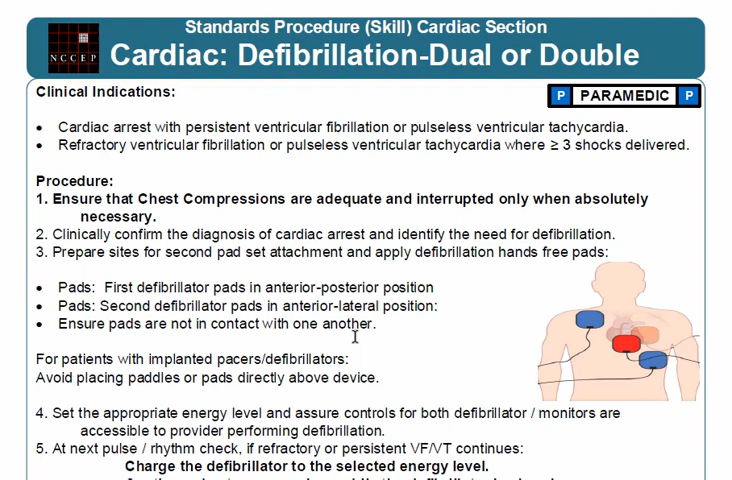 Standards Procedure (Skill) Cardiac Section
NCCEP
Cardiac: Defibrillation-Dual or Double
Clinical Indications:
P PARAMEDIC P
• Cardiac arrest with persistent ventricular fibrillation or pulseless ventricular tachycardia.
• Refractory ventricular fibrillation or pulseless ventricular tachycardia where ≥ 3 shocks delivered.
Procedure:
1. Ensure that Chest Compressions are adequate and interrupted only when absolutely
necessary.
2. Clinically confirm the diagnosis of cardiac arrest and identify the need for defibrillation.
3. Prepare sites for second pad set attachment and apply defibrillation hands free pads:
• Pads: First defibrillator pads in anterior-posterior position
• Pads: Second defibrillator pads in anterior-lateral position:
• Ensure pads are not in contact with one another.
For patients with implanted pacers/defibrillators:
Avoid placing paddles or pads directly above device.
4. Set the appropriate energy level and assure controls for both defibrillator / monitors are
accessible to provider performing defibrillation.
5. At next pulse / rhythm check, if refractory or persistent VF/VT continues:
Charge the defibrillator to the selected energy level.